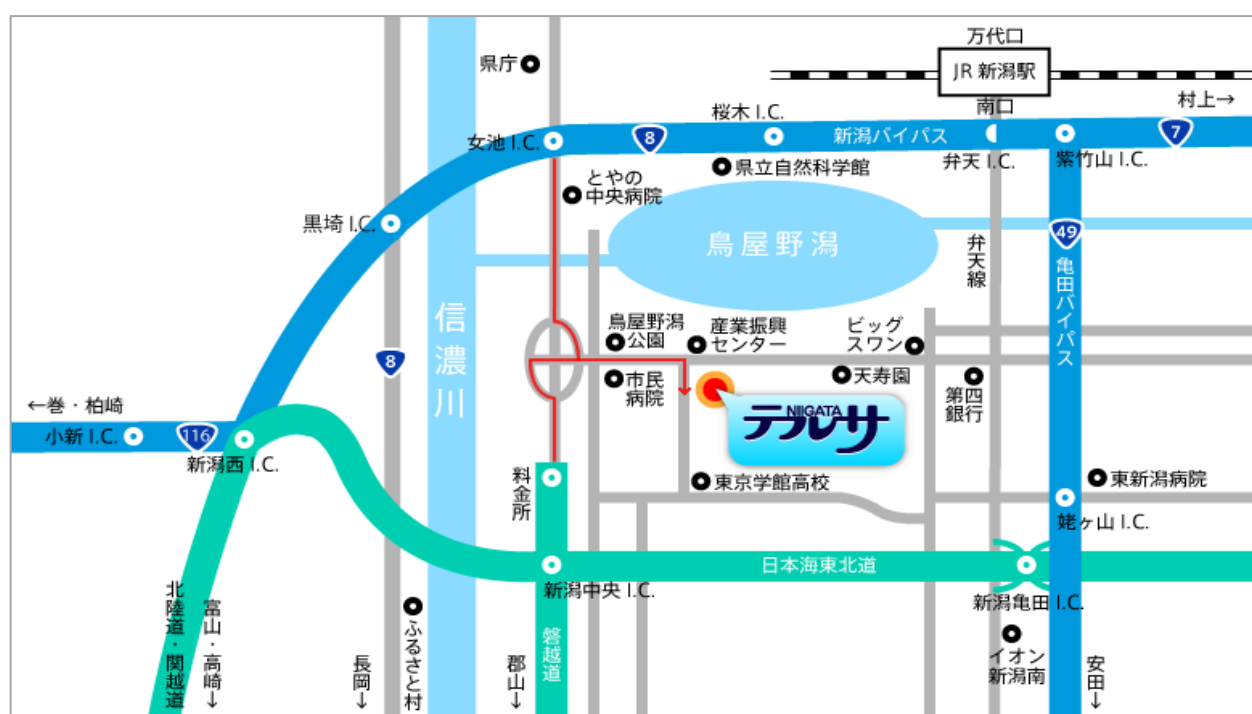 万代口
JR 新潟駅
南口
村上→
県庁
桜木 I.C.
女池 I.C.
8
新潟バイパス
弁天 I.C.
紫竹山 I.C.
7
県立自然科学館
とやの
中央病院
黒埼 I.C.
鳥屋野潟
弁天線
49
亀田バイパス
信濃川
鳥屋野潟
公園
産業振興
センター
ビッグ
スワン
8
市民
病院
天寿園
第四
銀行
←巻・柏崎
小新 I.C.
116
新潟西 I.C.
NIIGATA
テルサ
料金所
東京学館高校
東新潟病院
姥ヶ山 I.C.
日本海東北道
新潟中央 I.C.
新潟亀田 I.C.
北陸道・関越道
富山・高崎→
長岡→
ふるさと村
郡山→
磐越道
イオン
新潟南
安田→